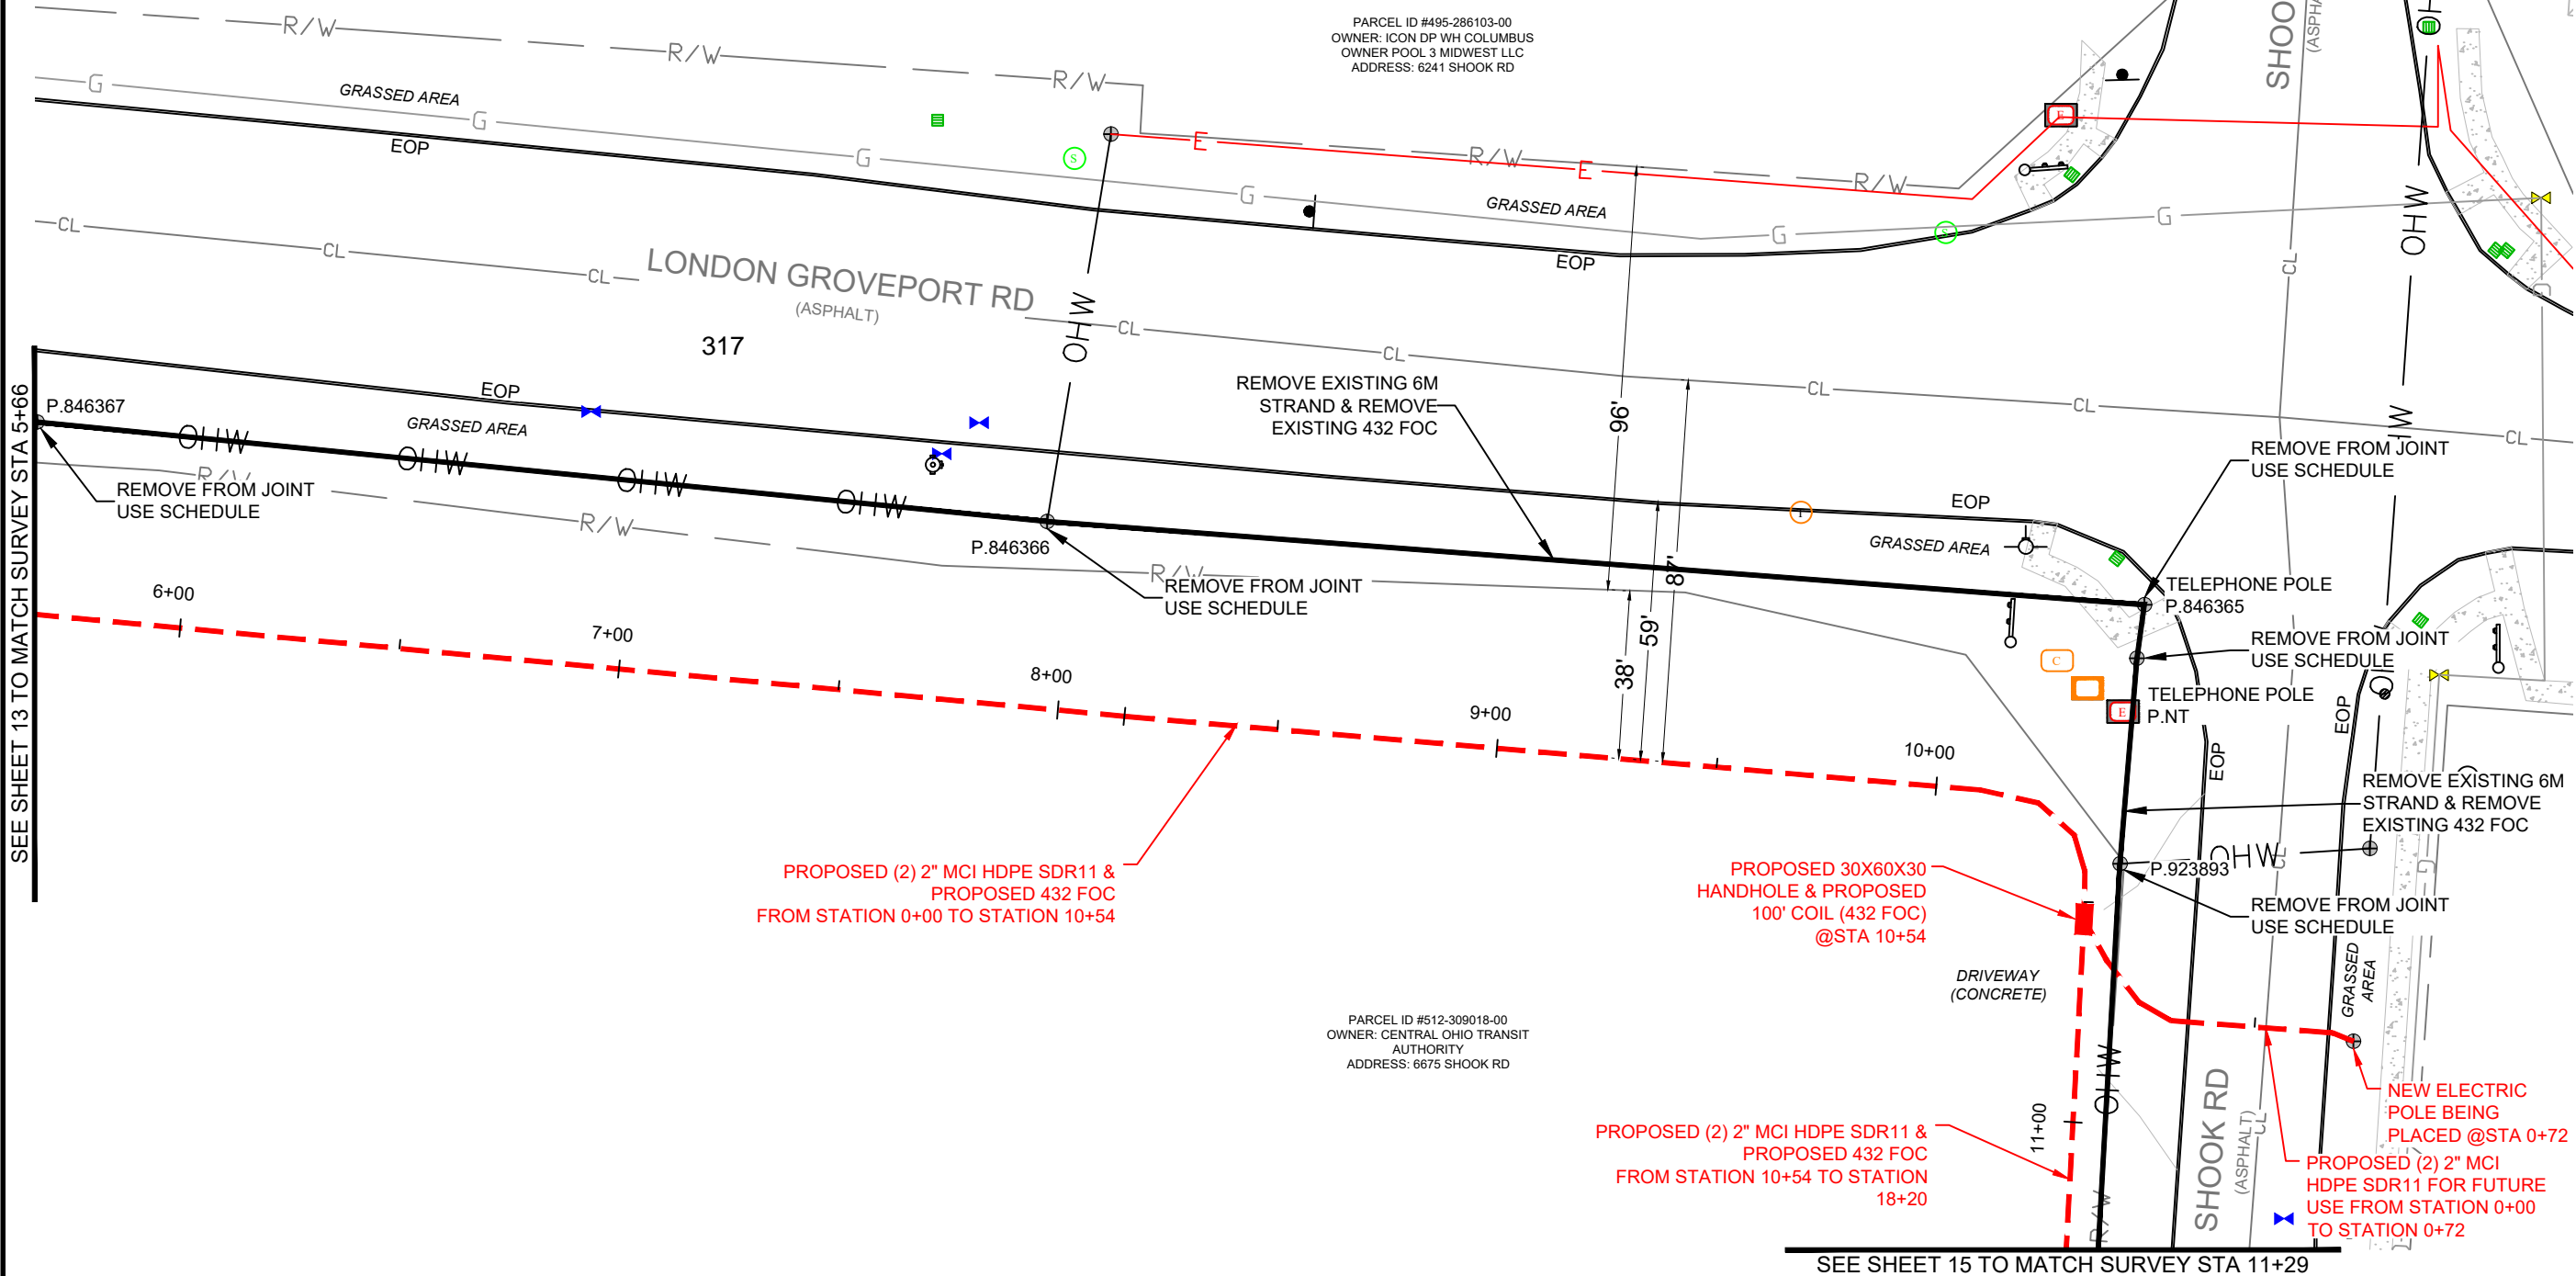 PARCEL ID #495-286103-00
OWNER: ICON DP WH COLUMBUS
OWNER POOL 3 MIDWEST LLC
ADDRESS: 6241 SHOOK RD
R/W
R/W
R/W
R/W
R/W
G
G
G
G
G
G
GRASSED AREA
EOP
E
E
E
S
S
GRASSED AREA
EOP
SHOO
(ASPHA
OHW
CL
CL
CL
CL
CL
CL
CL
CL
CL
LONDON GROVEPORT RD
(ASPHALT)
317
OHW
EOP
P.846367
GRASSED AREA
OHW
OHW
OHW
OHW
R/W
REMOVE FROM JOINT
USE SCHEDULE
R/W
SEE SHEET 13 TO MATCH SURVEY STA 5+66
P.846366
R/W
REMOVE FROM JOINT
USE SCHEDULE
REMOVE EXISTING 6M
STRAND & REMOVE
EXISTING 432 FOC
96'
87'
59'
38'
T
EOP
GRASSED AREA
REMOVE FROM JOINT
USE SCHEDULE
TELEPHONE POLE
P.846365
REMOVE FROM JOINT
USE SCHEDULE
C
TELEPHONE POLE
P.NT
E
EOP
EOP
REMOVE EXISTING 6M
STRAND & REMOVE
EXISTING 432 FOC
OHW
CL
G
P.923893
REMOVE FROM JOINT
USE SCHEDULE
6+00
7+00
8+00
9+00
10+00
PROPOSED (2) 2" MCI HDPE SDR11 &
PROPOSED 432 FOC
FROM STATION 0+00 TO STATION 10+54
PROPOSED 30X60X30
HANDHOLE & PROPOSED
100' COIL (432 FOC)
@STA 10+54
DRIVEWAY
(CONCRETE)
GRASSED
AREA
PARCEL ID #512-309018-00
OWNER: CENTRAL OHIO TRANSIT
AUTHORITY
ADDRESS: 6675 SHOOK RD
PROPOSED (2) 2" MCI HDPE SDR11 &
PROPOSED 432 FOC
FROM STATION 10+54 TO STATION
18+20
11+00
OHW
R/W
SHOOK RD
(ASPHALT)
CL
NEW ELECTRIC
POLE BEING
PLACED @STA 0+72
PROPOSED (2) 2" MCI
HDPE SDR11 FOR FUTURE
USE FROM STATION 0+00
TO STATION 0+72
SEE SHEET 15 TO MATCH SURVEY STA 11+29